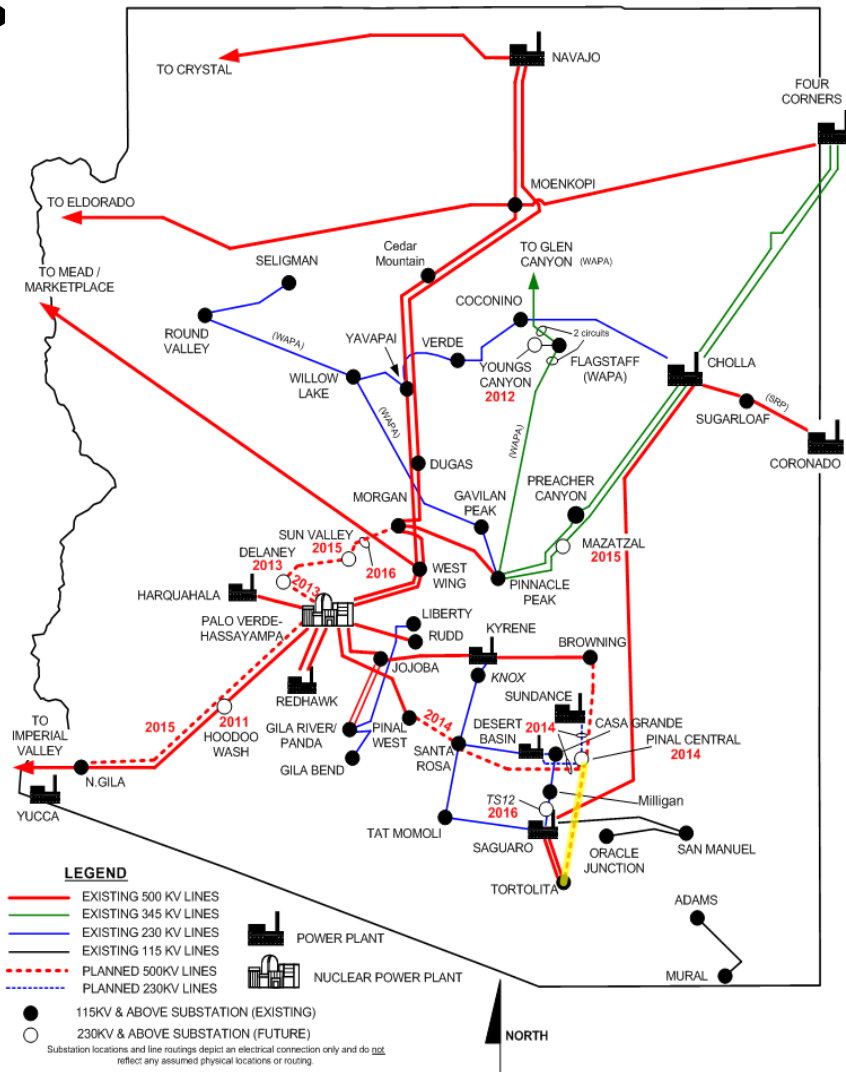 NAVAJO
TO CRYSTAL
FOUR
CORNERS
MOENKOPI
TO ELDORADO
Cedar
Mountain
TO GLEN
CANYON (WAPA)
SELIGMAN
TO MEAD /
MARKETPLACE
COCONINO
2 circuits
ROUND
VALLEY
(WAPA)
YAVAPAI
VERDE
YOUNGS
CANYON
2012
FLAGSTAFF
(WAPA)
CHOLLA
WILLOW
LAKE
(WAPA)
(WAPA)
SUGARLOAF
(SRP)
CORONADO
DUGAS
PREACHER
CANYON
MORGAN
GAVILAN
PEAK
SUN VALLEY
2015
MAZATZAL
2015
DELANEY
2013
2016
2013
WEST
WING
PINNACLE
PEAK
HARQUAHALA
LIBERTY
PALO VERDE-
HASSAYAMPA
RUDD
KYRENE
BROWNING
JOJOBA
KNOX
REDHAWK
SUNDANCE
TO
IMPERIAL
VALLEY
2015
2011
HOODOO
WASH
GILA RIVER/
PANDA
PINAL
WEST
2014
DESERT
BASIN
2014
CASA GRANDE
PINAL CENTRAL
2014
SANTA
ROSA
GILA BEND
N.GILA
YUCCA
TS12
2016
Milligan
TAT MOMOLI
SAGUARO
ORACLE
JUNCTION
SAN MANUEL
TORTOLITA
ADAMS
MURAL
LEGEND
EXISTING 500 KV LINES
EXISTING 345 KV LINES
EXISTING 230 KV LINES
EXISTING 115 KV LINES
PLANNED 500KV LINES
PLANNED 230KV LINES
POWER PLANT
NUCLEAR POWER PLANT
115KV & ABOVE SUBSTATION (EXISTING)
230KV & ABOVE SUBSTATION (FUTURE)
Substation locations and line routings depict an electrical connection only and do not
reflect any assumed physical locations or routing.
NORTH